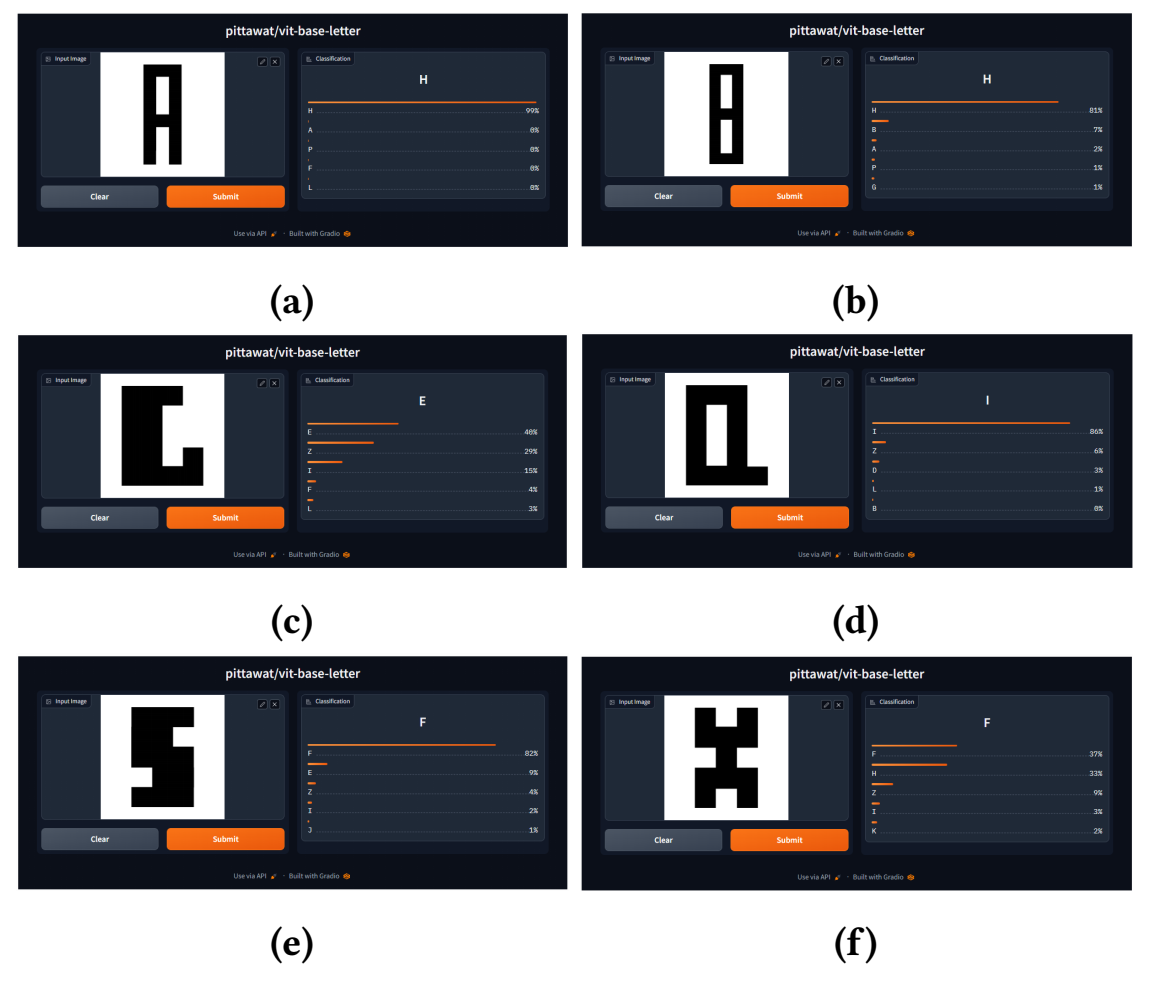 pittawat/vit-base-letter
Input Image
A
Clear
Submit
Classification
H
H 99%
A 0%
P 0%
F 0%
L 0%
Use via API · Built with Gradio
(a)
pittawat/vit-base-letter
Input Image
B
Clear
Submit
Classification
H
H 81%
B 7%
A 2%
P 1%
G 1%
Use via API · Built with Gradio
(b)
pittawat/vit-base-letter
Input Image
Clear
Submit
Classification
E
E 40%
Z 29%
I 15%
F 4%
L 3%
Use via API · Built with Gradio
(c)
pittawat/vit-base-letter
Input Image
Q
Clear
Submit
Classification
I
I 86%
Z 6%
D 3%
L 1%
B 0%
Use via API · Built with Gradio
(d)
pittawat/vit-base-letter
Input Image
S
Clear
Submit
Classification
F
F 82%
E 9%
Z 4%
I 2%
J 1%
Use via API · Built with Gradio
(e)
pittawat/vit-base-letter
Input Image
X
Clear
Submit
Classification
F
F 37%
H 33%
Z 9%
I 3%
K 2%
Use via API · Built with Gradio
(f)